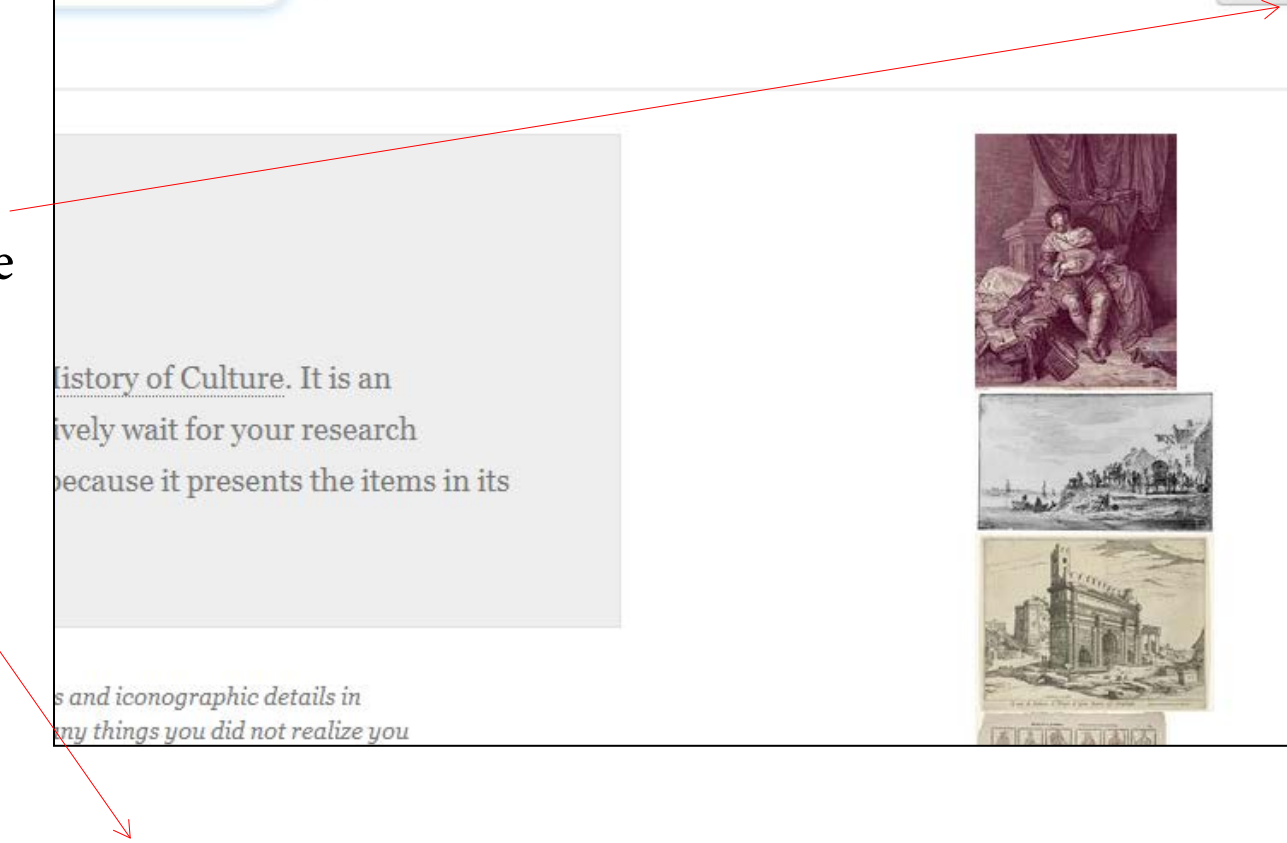 e
History of Culture. It is an
ively wait for your research
because it presents the items in its
s and iconographic details in
any things you did not realize you